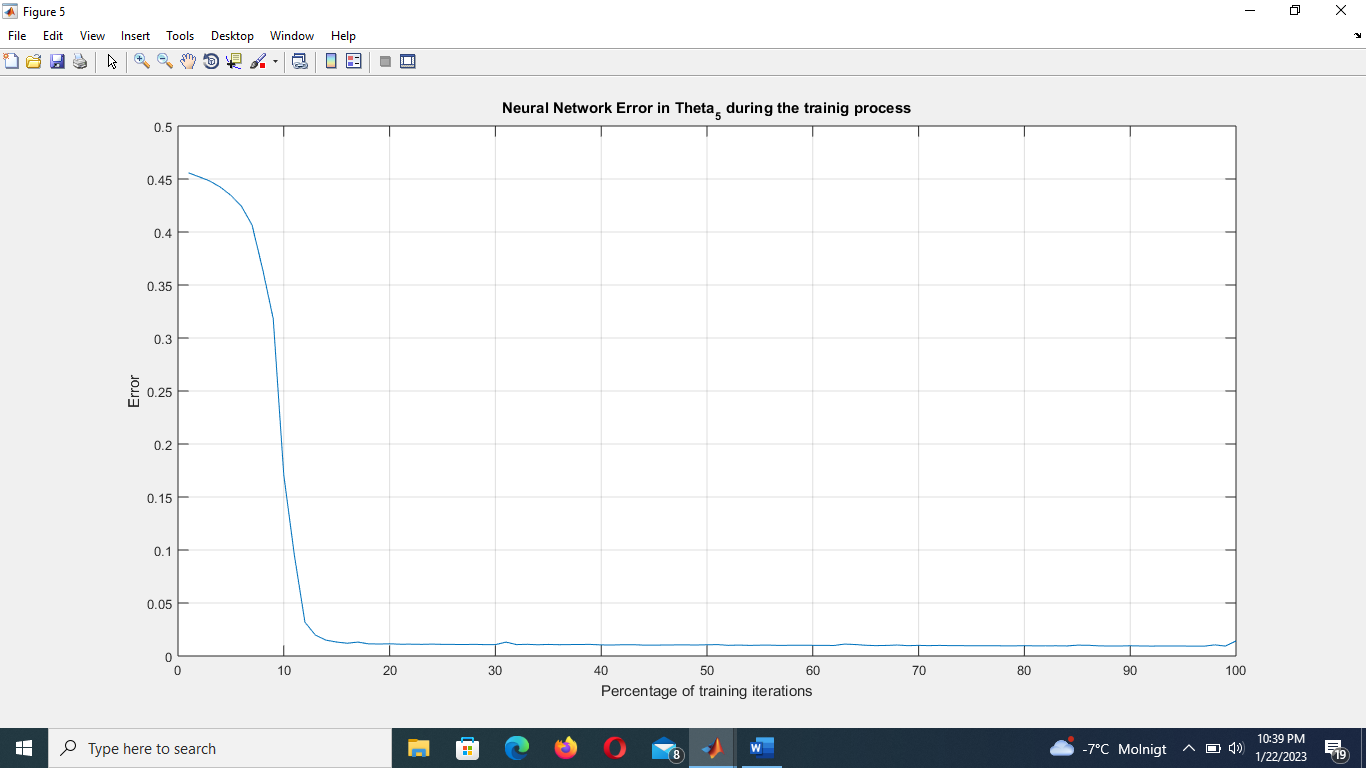 Figure 5
File Edit View Insert Tools Desktop Window Help
Neural Network Error in Theta5 during the trainig process
0.5
0.45
0.4
0.35
0.3
0.25
0.2
0.15
0.1
0.05
0
Error
0 10 20 30 40 50 60 70 80 90 100
Percentage of training iterations
Type here to search
8
-7°C Molnigt
10:39 PM
1/22/2023
19